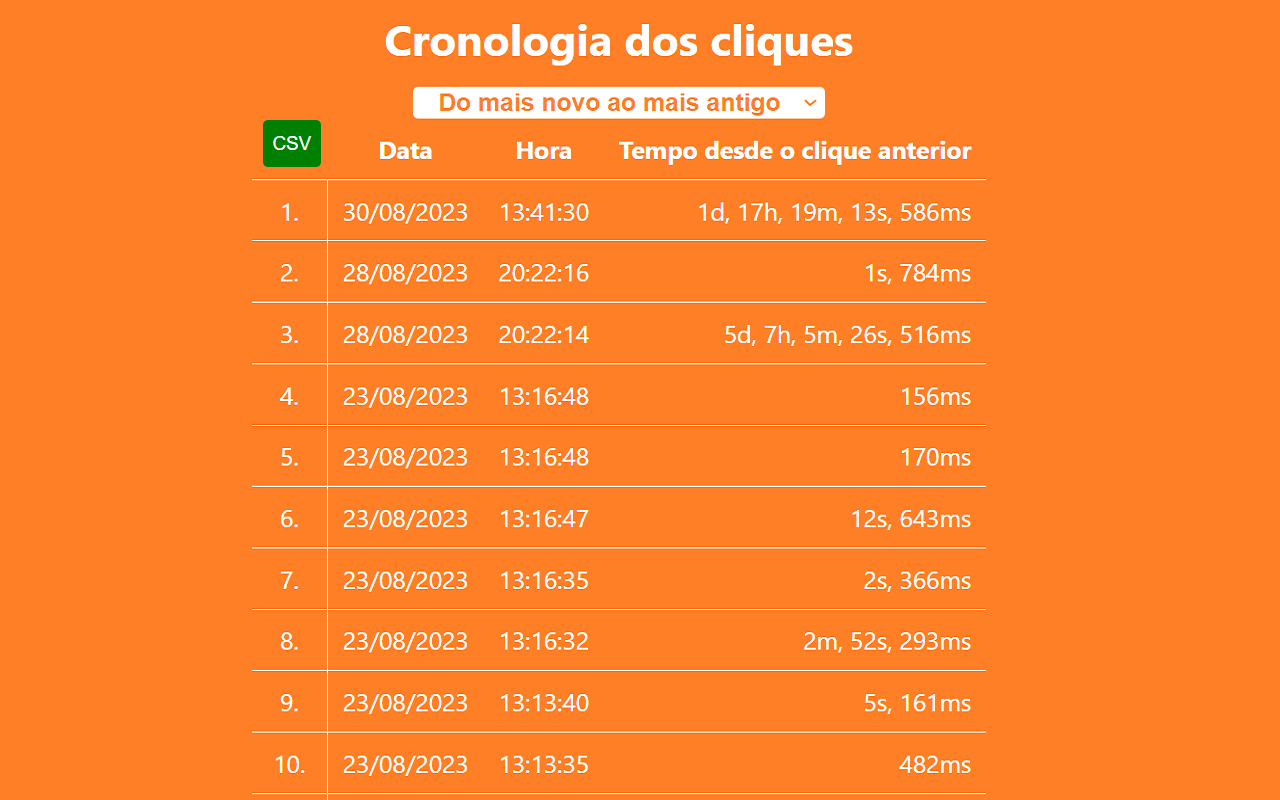 Cronologia dos cliques
Do mais novo ao mais antigo
CSV Data Hora Tempo desde o clique anterior
1. 30/08/2023 13:41:30 1d, 17h, 19m, 13s, 586ms
2. 28/08/2023 20:22:16 1s, 784ms
3. 28/08/2023 20:22:14 5d, 7h, 5m, 26s, 516ms
4. 23/08/2023 13:16:48 156ms
5. 23/08/2023 13:16:48 170ms
6. 23/08/2023 13:16:47 12s, 643ms
7. 23/08/2023 13:16:35 2s, 366ms
8. 23/08/2023 13:16:32 2m, 52s, 293ms
9. 23/08/2023 13:13:40 5s, 161ms
10. 23/08/2023 13:13:35 482ms